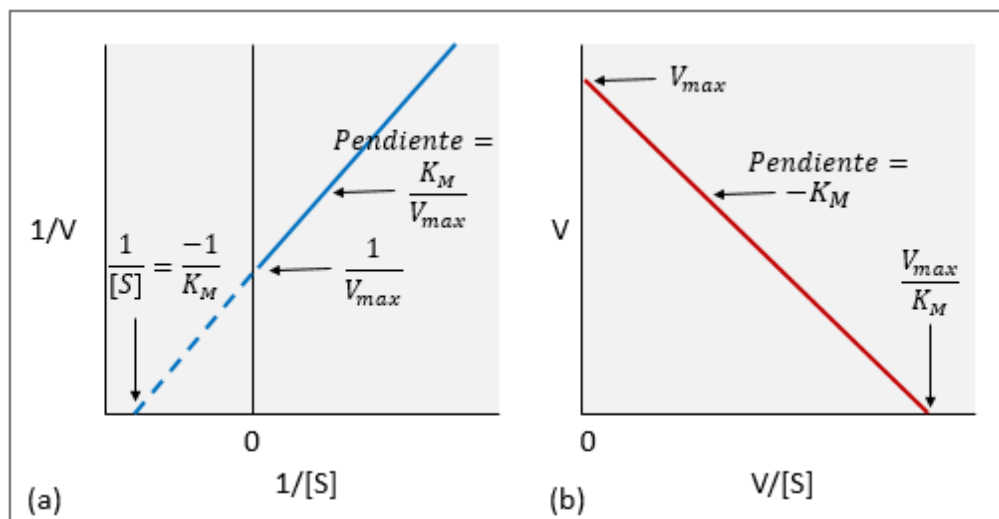 Pendiente =
K_M
V_max
1/V
1
[S]
=
-1
K_M
1
V_max
0
1/[S]
(a)
V_max
Pendiente =
-K_M
V
V_max
K_M
0
V/[S]
(b)